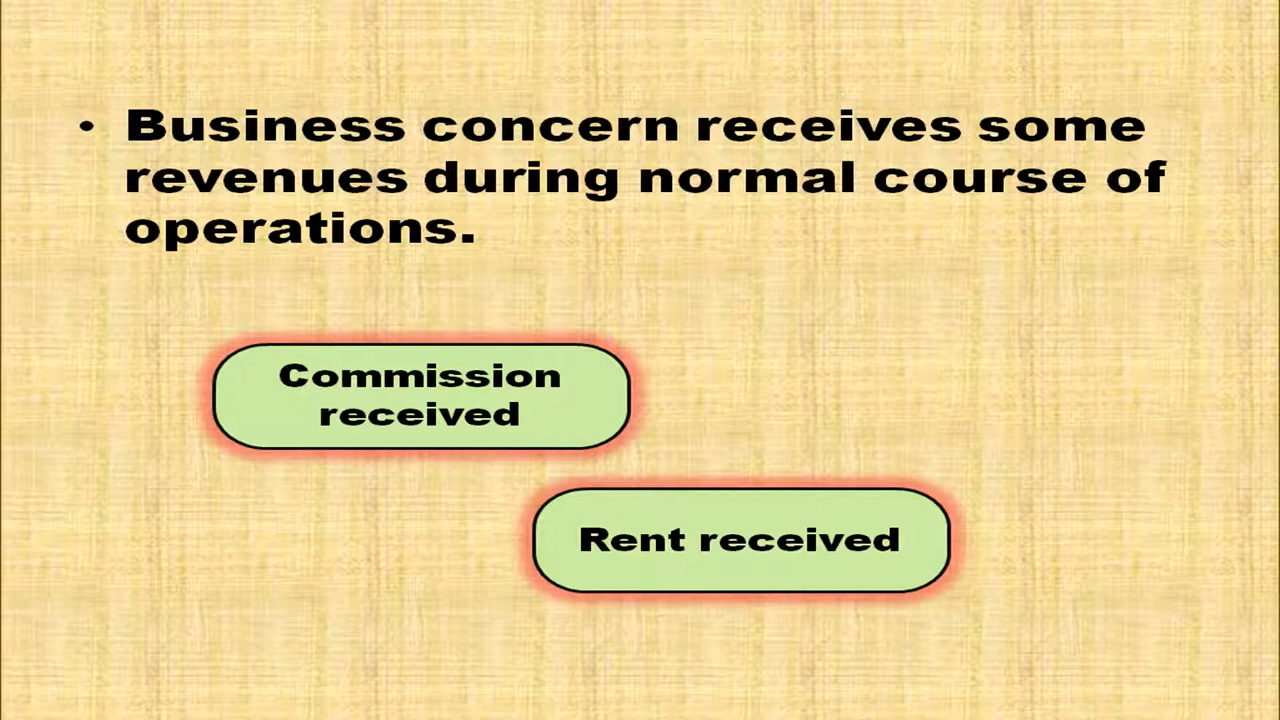 • Business concern receives some
revenues during normal course of
operations.
Commission
received
Rent received